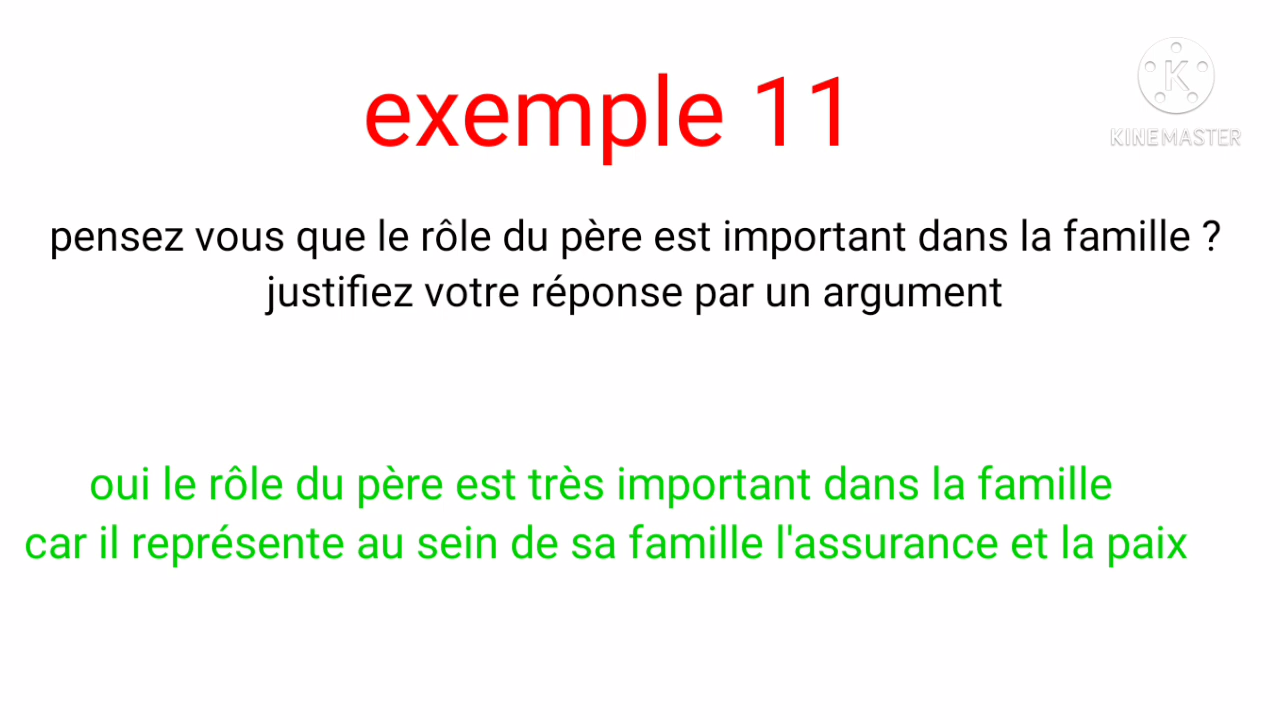 exemple 11
KINEMASTER
pensez vous que le rôle du père est important dans la famille ?
justifiez votre réponse par un argument
oui le rôle du père est très important dans la famille
car il représente au sein de sa famille l'assurance et la paix